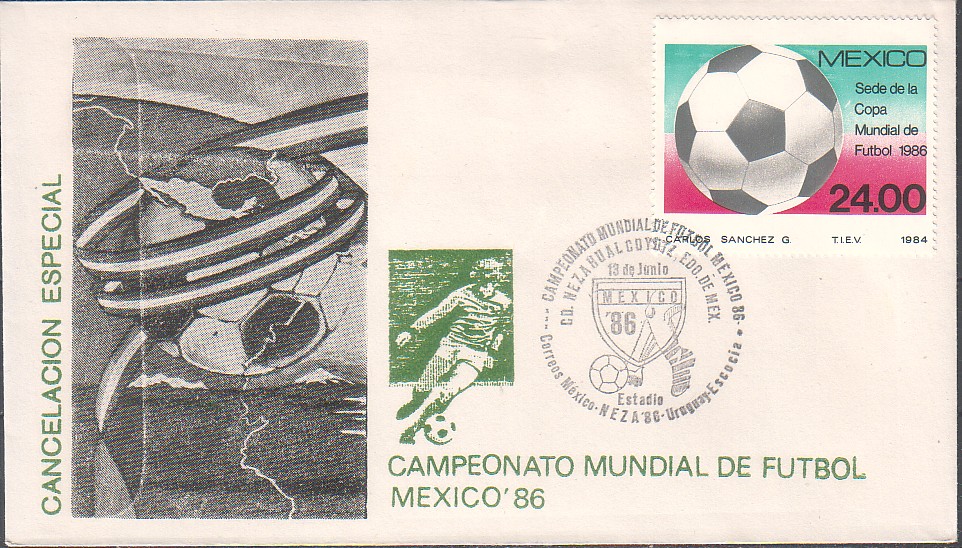 CANCELACION ESPECIAL
MEXICO
Sede de la
Copa
Mundial de
Futbol 1986
24.00
CARLOS SANCHEZ G. T.I.E.V. 1984
CAMPEONATO MUNDIAL DE FUTBOL MEXICO 86
CD. NEZAHUALCOYOTL, EDO. DE MEX.
13 de Junio
MEXICO
'86
Estadio
Correos México - NEZA '86 - Uruguay - Escocia
CAMPEONATO MUNDIAL DE FUTBOL
MEXICO'86